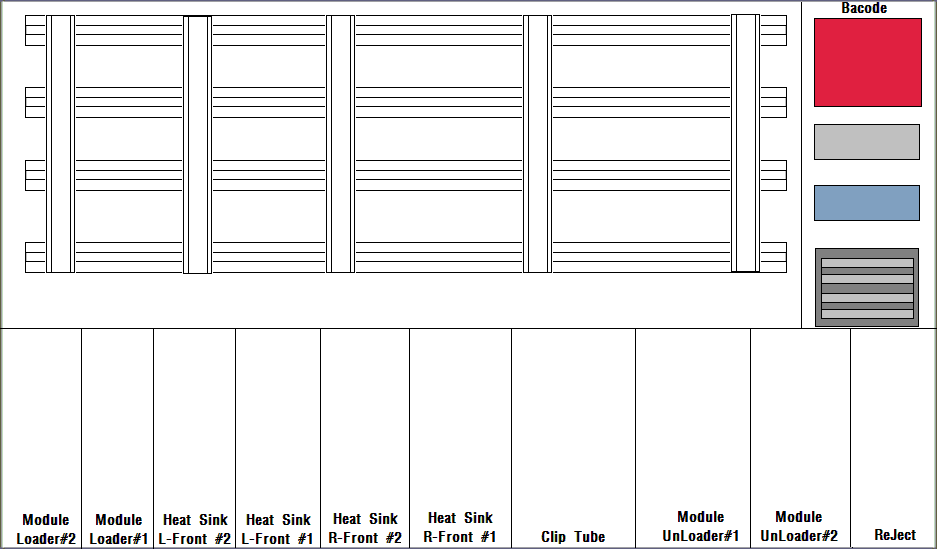 Bacode
Module
Loader#2
Module
Loader#1
Heat Sink
L-Front #2
Heat Sink
L-Front #1
Heat Sink
R-Front #2
Heat Sink
R-Front #1
Clip Tube
Module
UnLoader#1
Module
UnLoader#2
ReJect